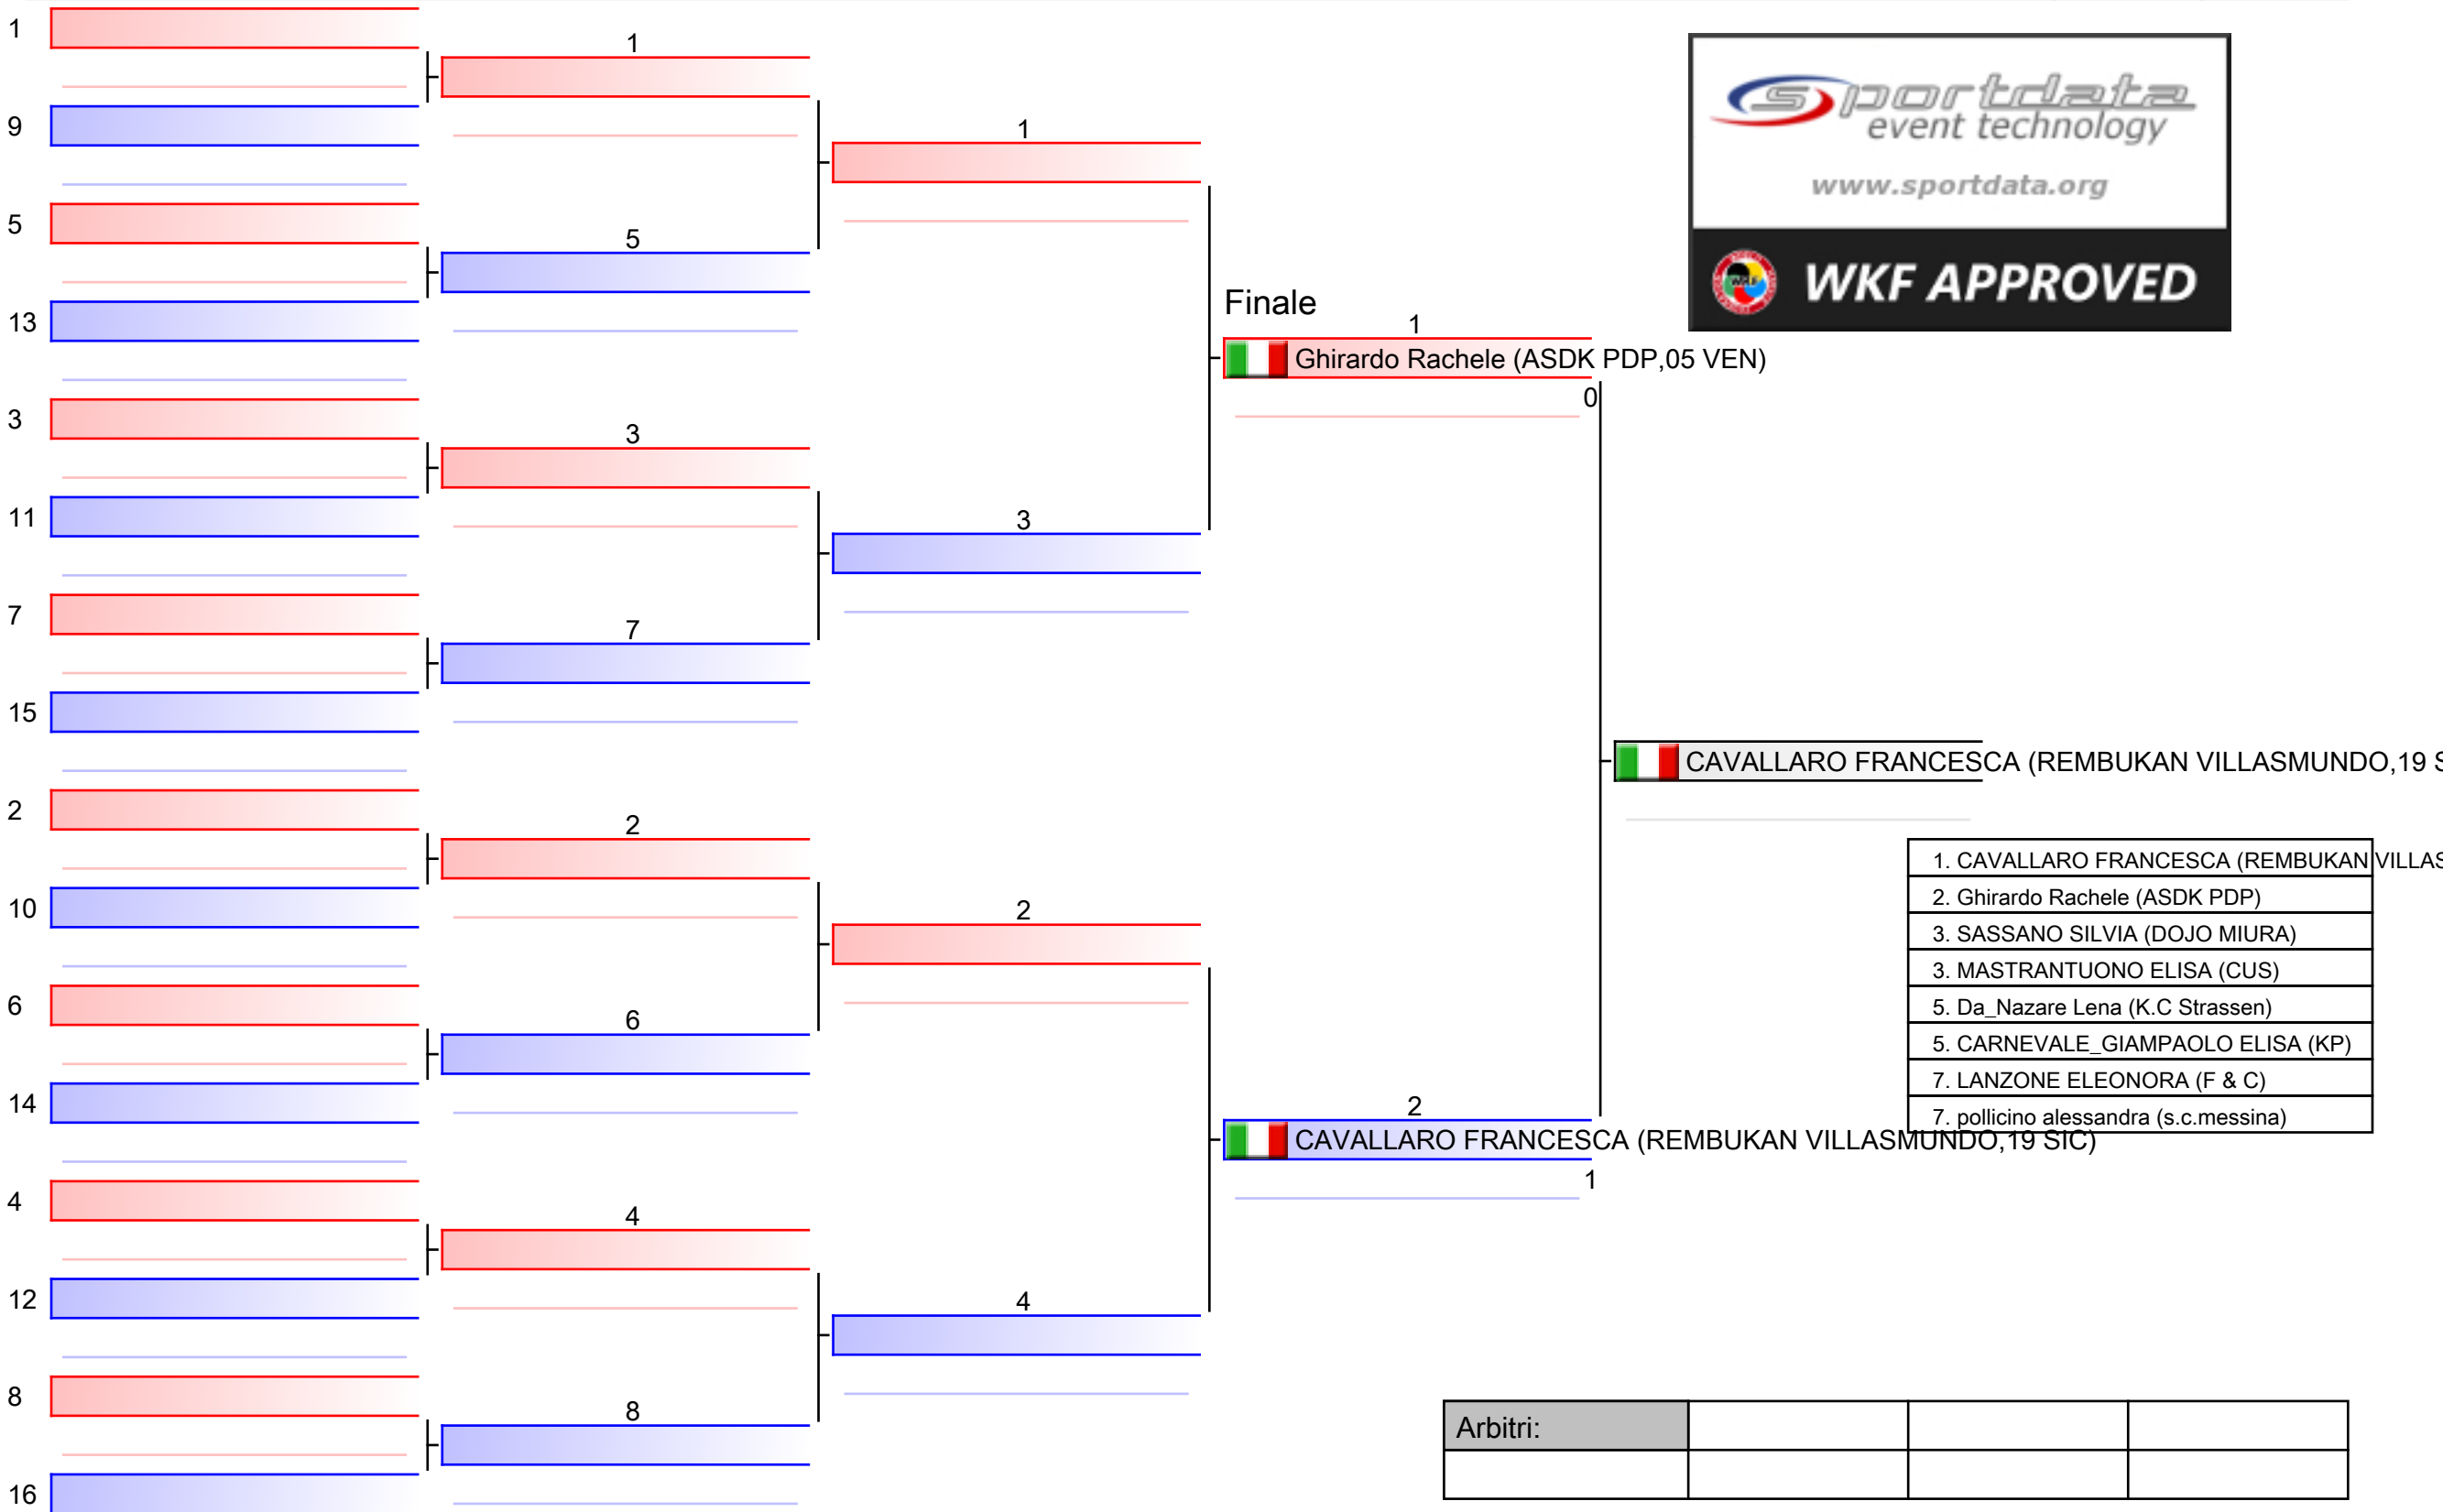 1
9
5
13
3
11
7
15
2
10
6
14
4
12
8
16
1
5
3
7
2
6
4
8
1
3
2
4
Finale
1
Ghirardo Rachele (ASDK PDP,05 VEN)
0
2
CAVALLARO FRANCESCA (REMBUKAN VILLASMUNDO,19 SIC)
1
CAVALLARO FRANCESCA (REMBUKAN VILLASMUNDO,19 S
sportdata
event technology
www.sportdata.org
WKF
WKF APPROVED
1. CAVALLARO FRANCESCA (REMBUKAN VILLAS
2. Ghirardo Rachele (ASDK PDP)
3. SASSANO SILVIA (DOJO MIURA)
3. MASTRANTUONO ELISA (CUS)
5. Da_Nazare Lena (K.C Strassen)
5. CARNEVALE_GIAMPAOLO ELISA (KP)
7. LANZONE ELEONORA (F & C)
7. pollicino alessandra (s.c.messina)
Arbitri: